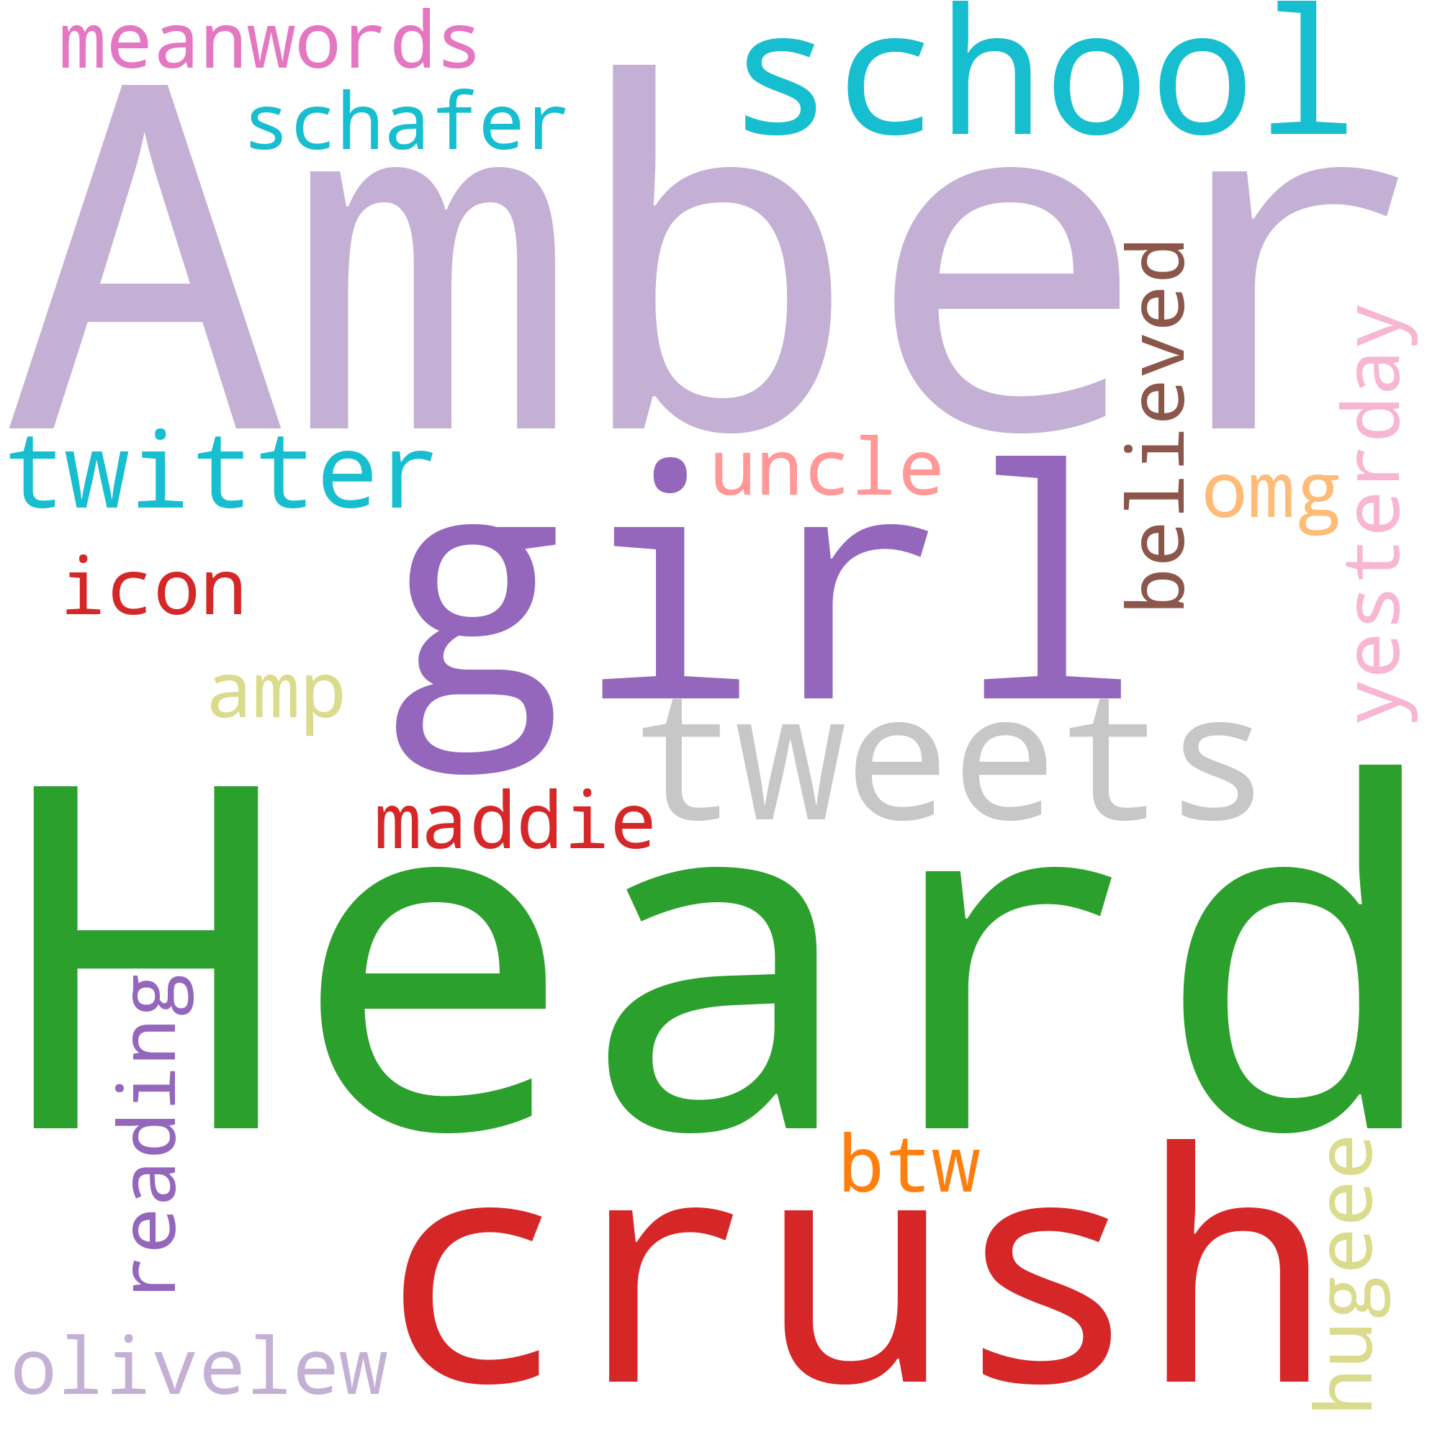 meanwords
school
schafer
Amber
believed
yesterday
twitter
uncle
omg
girl
icon
amp
tweets
maddie
Heard
reading
btw
crush
hugeee
olivelew